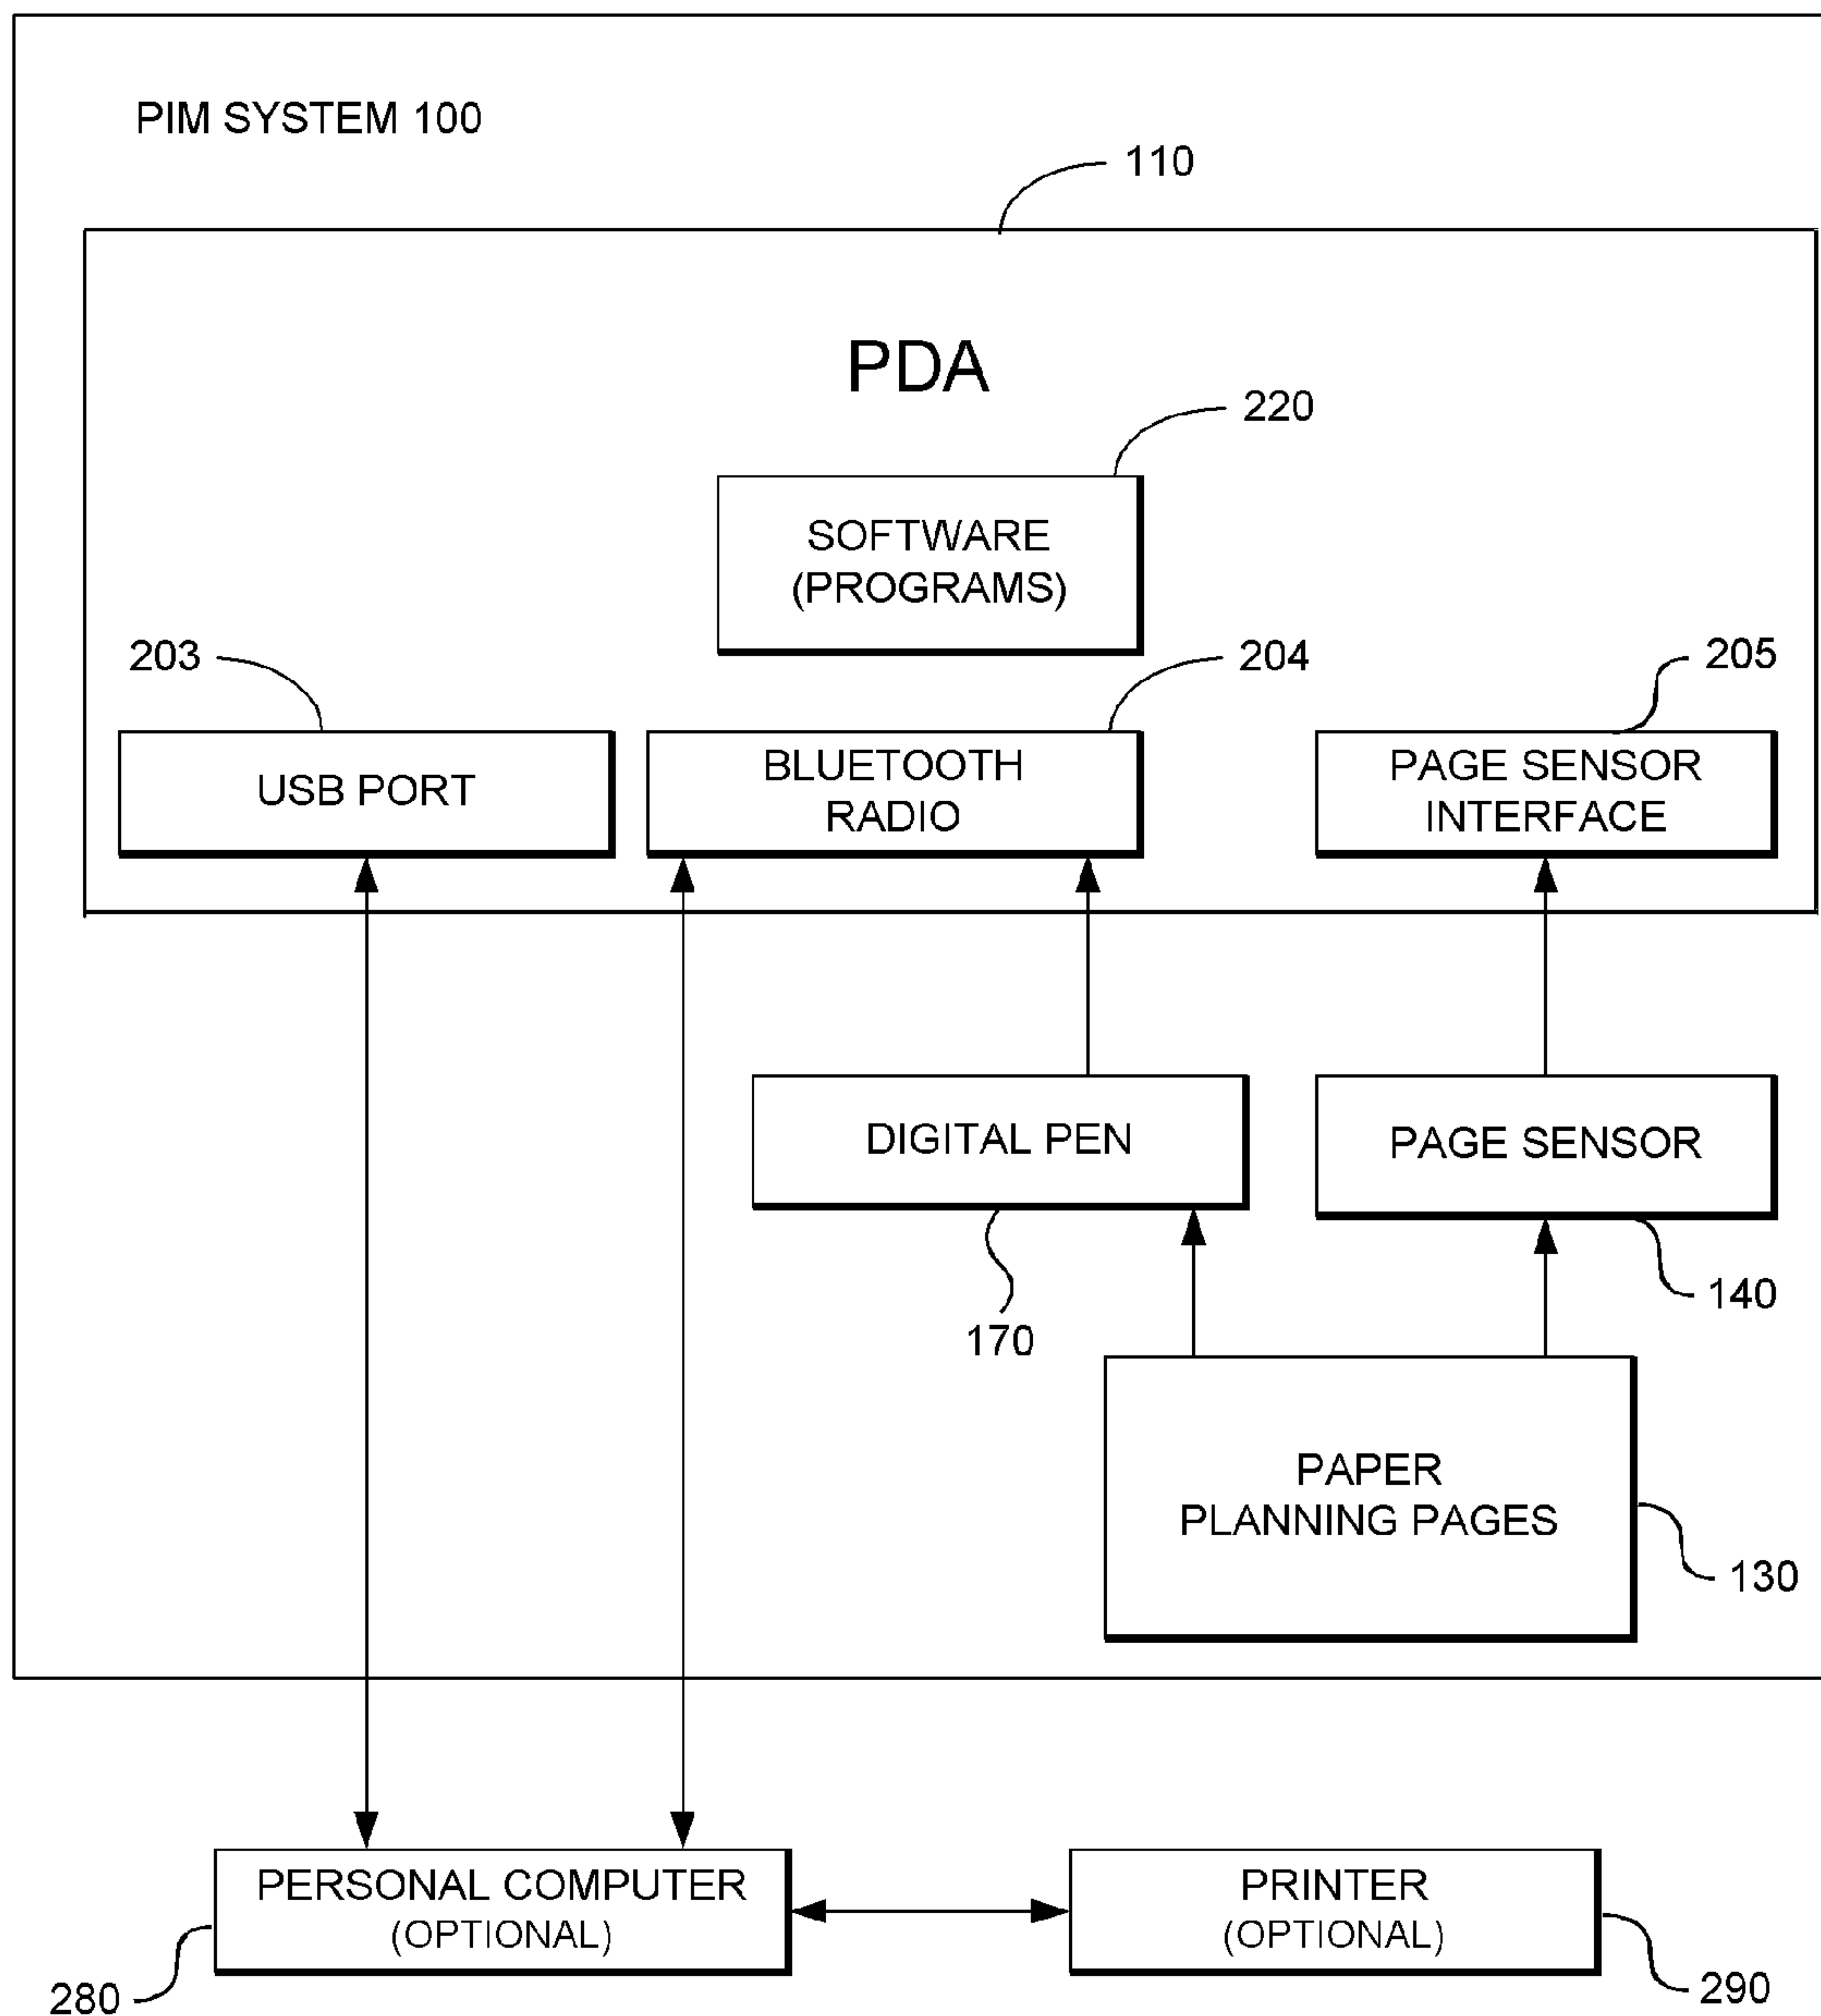 PIM SYSTEM 100
110
PDA
220
SOFTWARE
(PROGRAMS)
203
204
205
USB PORT
BLUETOOTH
RADIO
PAGE SENSOR
INTERFACE
DIGITAL PEN
PAGE SENSOR
170
140
PAPER
PLANNING PAGES
130
PERSONAL COMPUTER
(OPTIONAL)
PRINTER
(OPTIONAL)
280
290